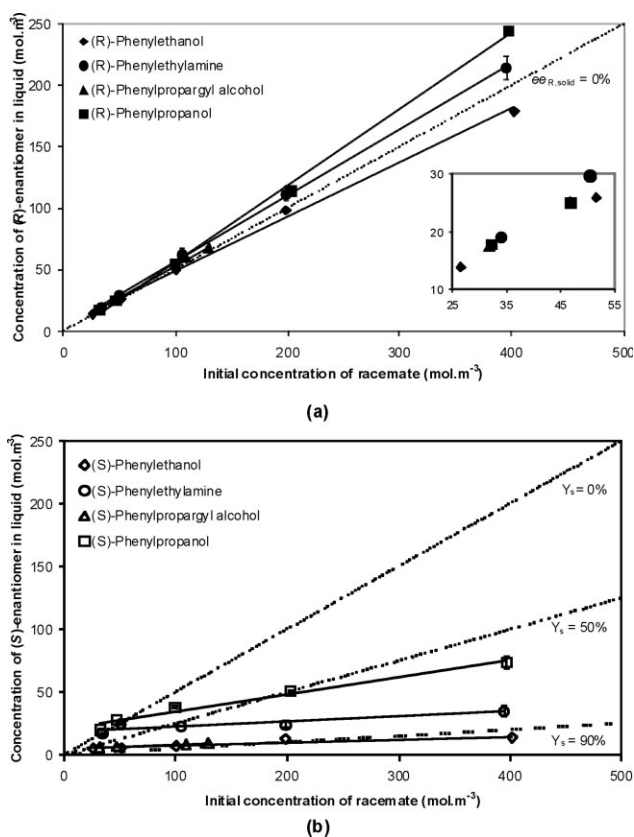 250
200
150
100
50
0
Concentration of (R)-enantiomer in liquid (mol.m-3)
(R)-Phenylethanol
(R)-Phenylethylamine
(R)-Phenylpropargyl alcohol
(R)-Phenylpropanol
ee R,solid = 0%
30
20
10
25 35 45 55
0 100 200 300 400 500
Initial concentration of racemate (mol.m-3)
(a)
250
200
150
100
50
0
Concentration of (S)-enantiomer in liquid (mol.m-3)
(S)-Phenylethanol
(S)-Phenylethylamine
(S)-Phenylpropargyl alcohol
(S)-Phenylpropanol
Ys = 0%
Ys = 50%
Ys = 90%
0 100 200 300 400 500
Initial concentration of racemate (mol.m-3)
(b)